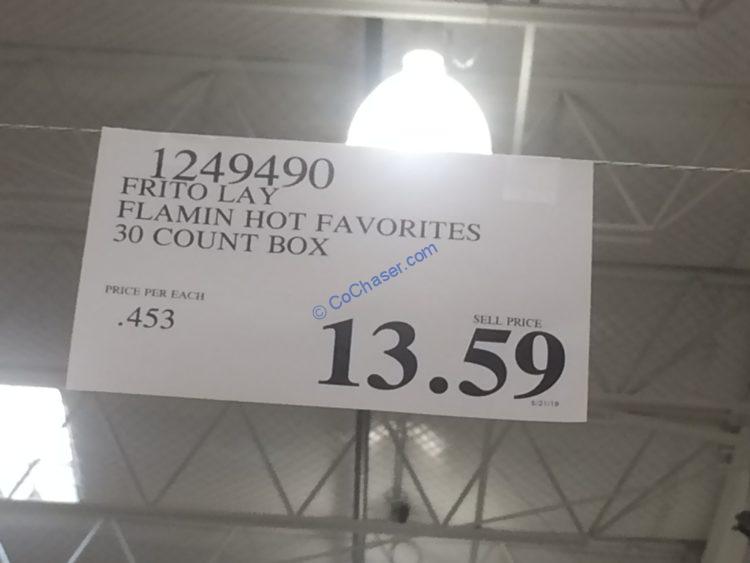 1249490
FRITO LAY
FLAMIN HOT FAVORITES
30 COUNT BOX
© CoChaser.com
PRICE PER EACH
.453
SELL PRICE
13.59
5/21/19